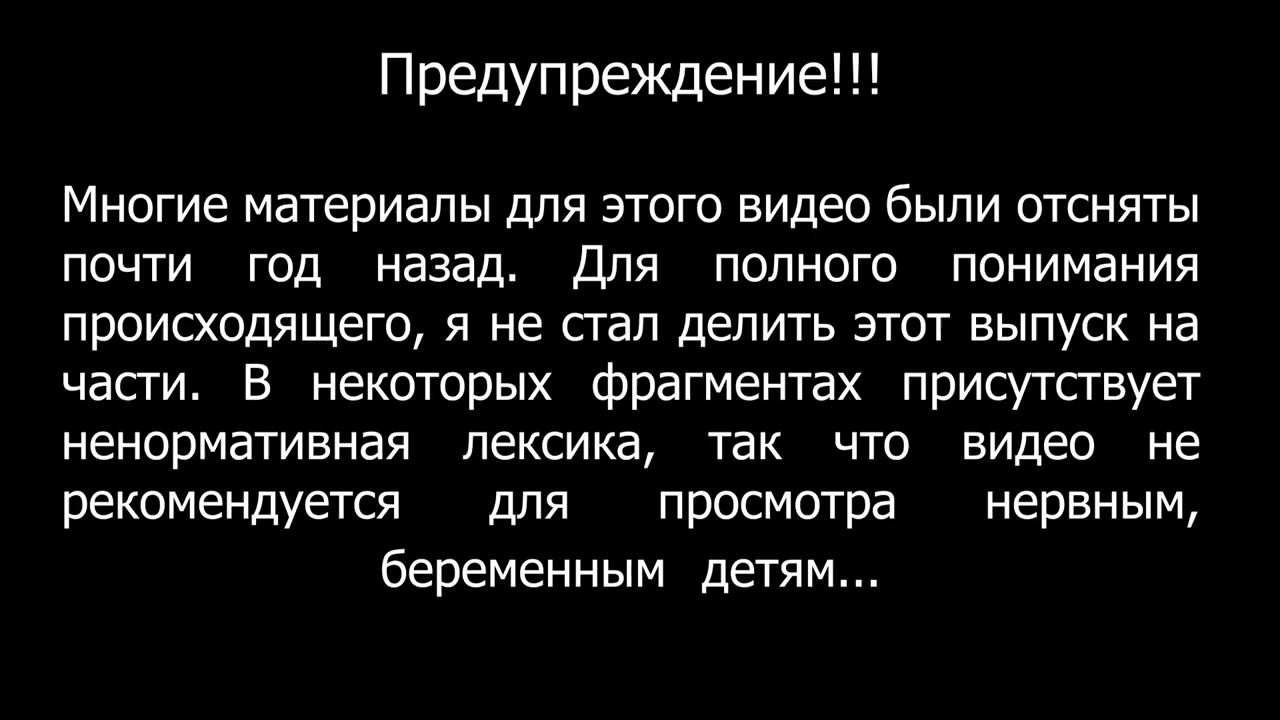 Предупреждение!!!
Многие материалы для этого видео были отсняты
почти год назад. Для полного понимания
происходящего, я не стал делить этот выпуск на
части. В некоторых фрагментах присутствует
ненормативная лексика, так что видео не
рекомендуется для просмотра нервным,
беременным детям...